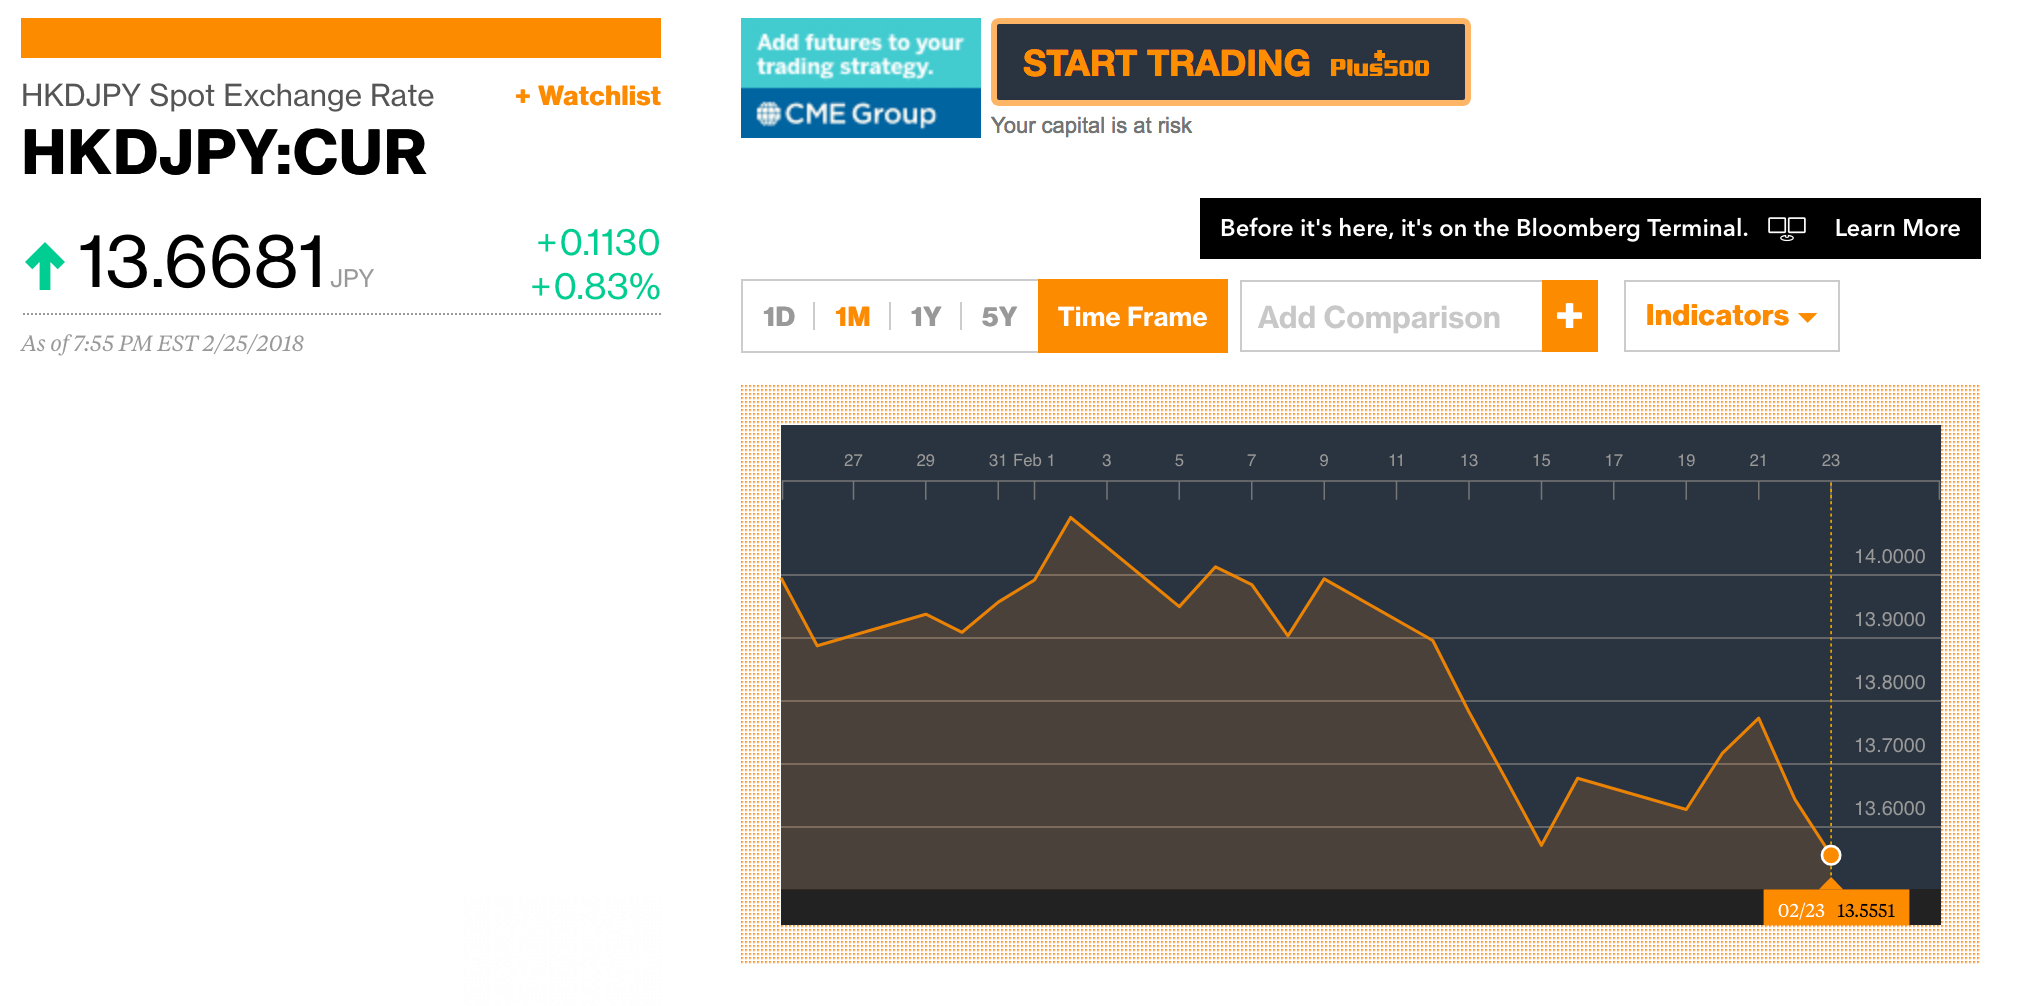 HKDJPY Spot Exchange Rate
+ Watchlist
HKDJPY:CUR
13.6681 JPY
+0.1130
+0.83%
As of 7:55 PM EST 2/25/2018
Add futures to your
trading strategy.
CME Group
START TRADING Plus500
Your capital is at risk
Before it's here, it's on the Bloomberg Terminal. Learn More
1D 1M 1Y 5Y Time Frame Add Comparison + Indicators
27 29 31 Feb 1 3 5 7 9 11 13 15 17 19 21 23
14.0000
13.9000
13.8000
13.7000
13.6000
02/23 13.5551